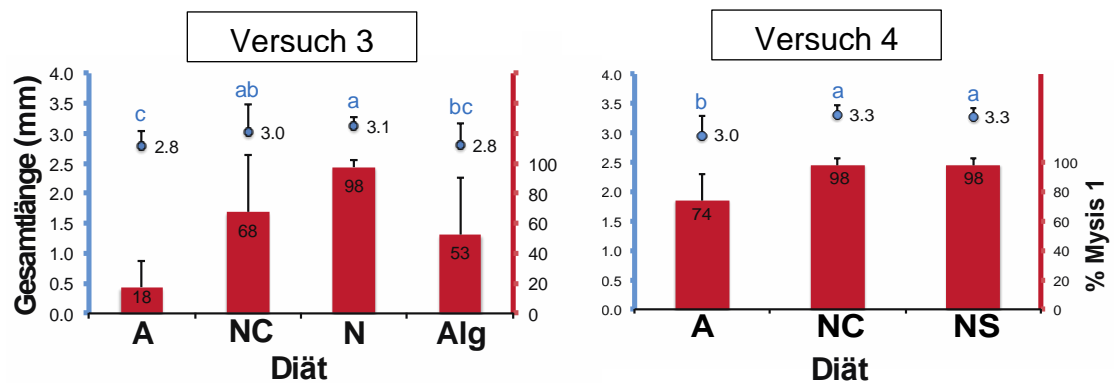 Versuch 3
Gesamtlänge (mm)
4.0
3.5
3.0
2.5
2.0
1.5
1.0
0.5
0.0
c
ab
a
bc
2.8
3.0
3.1
2.8
18
68
98
53
100
80
60
40
20
0
A NC N Alg
Diät
Versuch 4
4.0
3.5
3.0
2.5
2.0
1.5
1.0
0.5
0.0
b
a
a
3.0
3.3
3.3
74
98
98
100
80
60
40
20
0
% Mysis 1
A NC NS
Diät